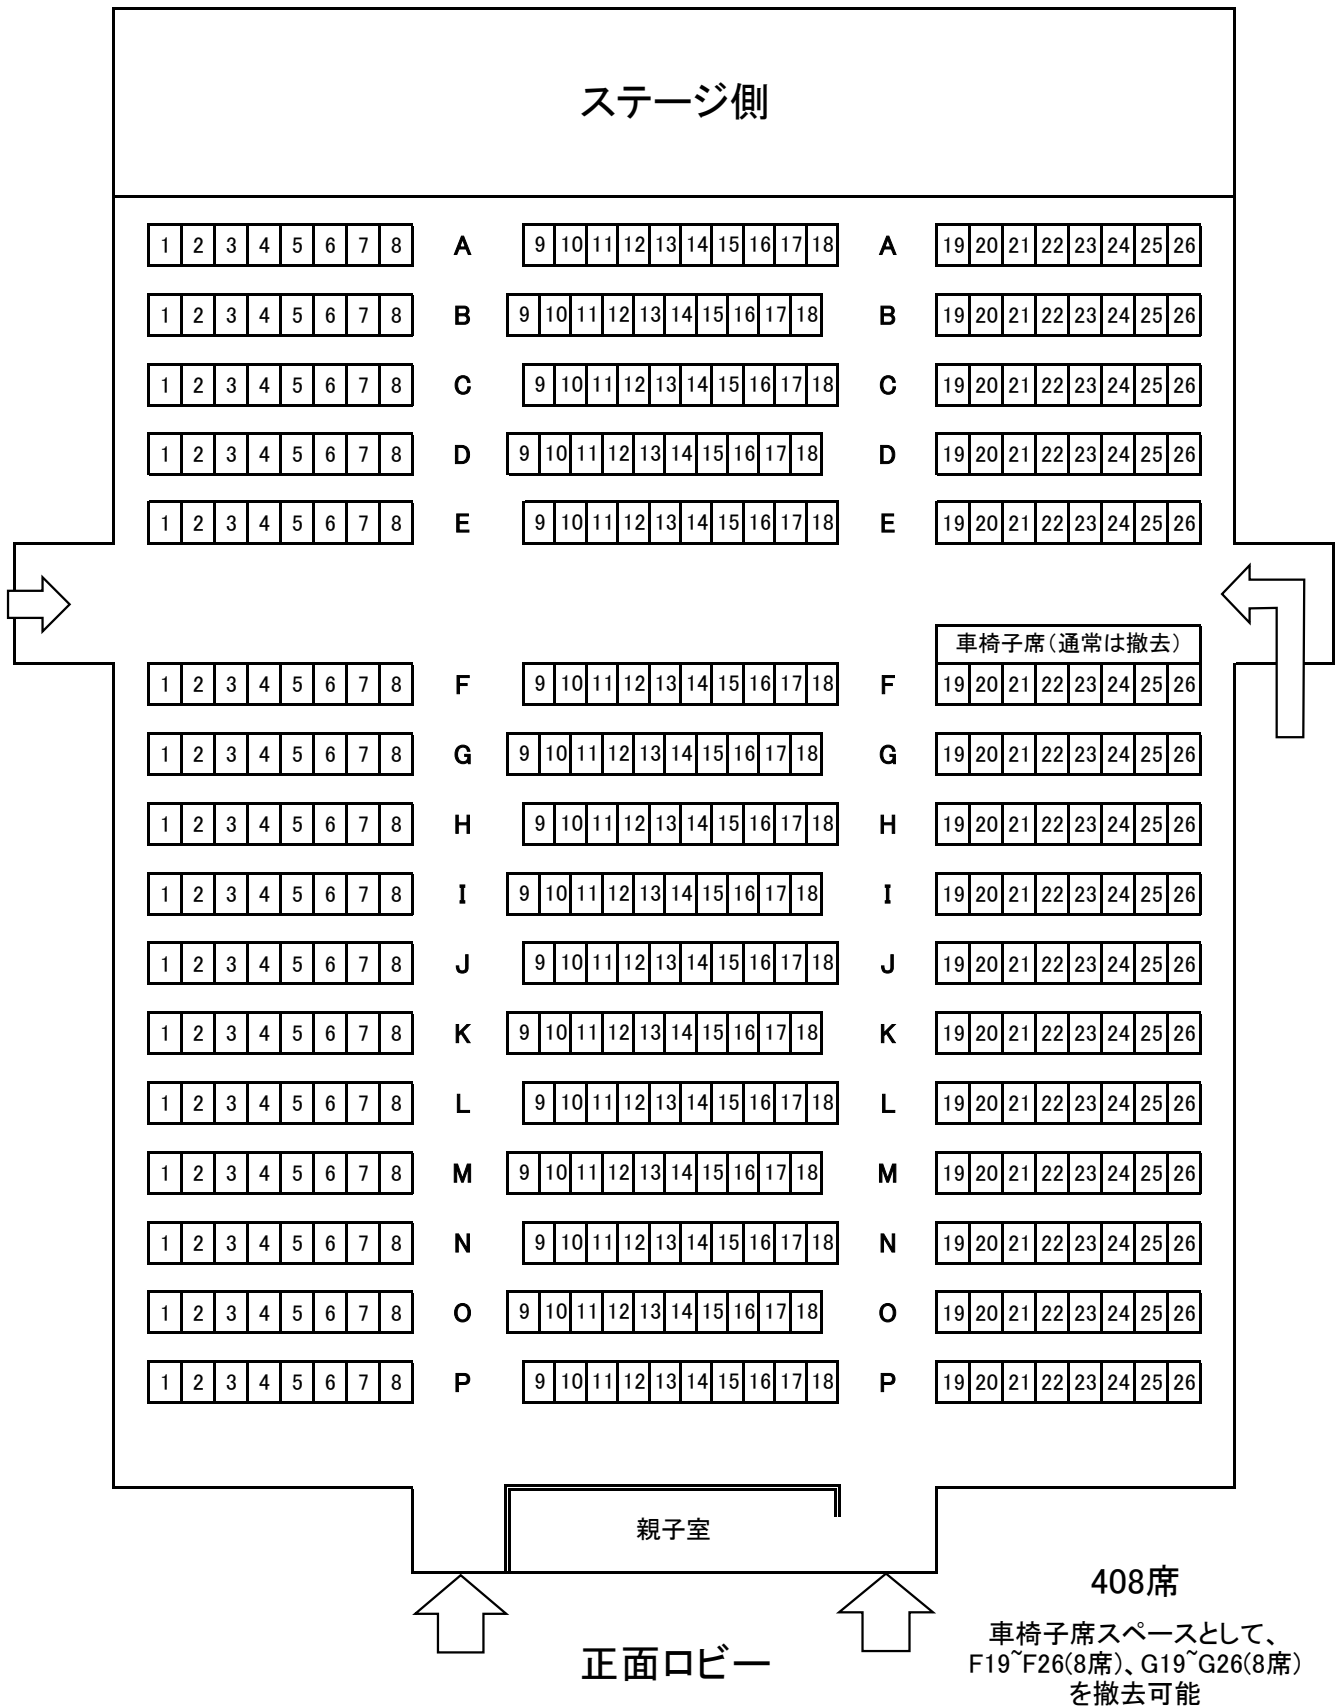 ステージ側
1 2 3 4 5 6 7 8 A 9 10 11 12 13 14 15 16 17 18 A 19 20 21 22 23 24 25 26
1 2 3 4 5 6 7 8 B 9 10 11 12 13 14 15 16 17 18 B 19 20 21 22 23 24 25 26
1 2 3 4 5 6 7 8 C 9 10 11 12 13 14 15 16 17 18 C 19 20 21 22 23 24 25 26
1 2 3 4 5 6 7 8 D 9 10 11 12 13 14 15 16 17 18 D 19 20 21 22 23 24 25 26
1 2 3 4 5 6 7 8 E 9 10 11 12 13 14 15 16 17 18 E 19 20 21 22 23 24 25 26
車椅子席（通常は撤去）
1 2 3 4 5 6 7 8 F 9 10 11 12 13 14 15 16 17 18 F 19 20 21 22 23 24 25 26
1 2 3 4 5 6 7 8 G 9 10 11 12 13 14 15 16 17 18 G 19 20 21 22 23 24 25 26
1 2 3 4 5 6 7 8 H 9 10 11 12 13 14 15 16 17 18 H 19 20 21 22 23 24 25 26
1 2 3 4 5 6 7 8 I 9 10 11 12 13 14 15 16 17 18 I 19 20 21 22 23 24 25 26
1 2 3 4 5 6 7 8 J 9 10 11 12 13 14 15 16 17 18 J 19 20 21 22 23 24 25 26
1 2 3 4 5 6 7 8 K 9 10 11 12 13 14 15 16 17 18 K 19 20 21 22 23 24 25 26
1 2 3 4 5 6 7 8 L 9 10 11 12 13 14 15 16 17 18 L 19 20 21 22 23 24 25 26
1 2 3 4 5 6 7 8 M 9 10 11 12 13 14 15 16 17 18 M 19 20 21 22 23 24 25 26
1 2 3 4 5 6 7 8 N 9 10 11 12 13 14 15 16 17 18 N 19 20 21 22 23 24 25 26
1 2 3 4 5 6 7 8 O 9 10 11 12 13 14 15 16 17 18 O 19 20 21 22 23 24 25 26
1 2 3 4 5 6 7 8 P 9 10 11 12 13 14 15 16 17 18 P 19 20 21 22 23 24 25 26
親子室
正面ロビー
408席
車椅子席スペースとして、
F19~F26(8席)、G19~G26(8席)
を撤去可能